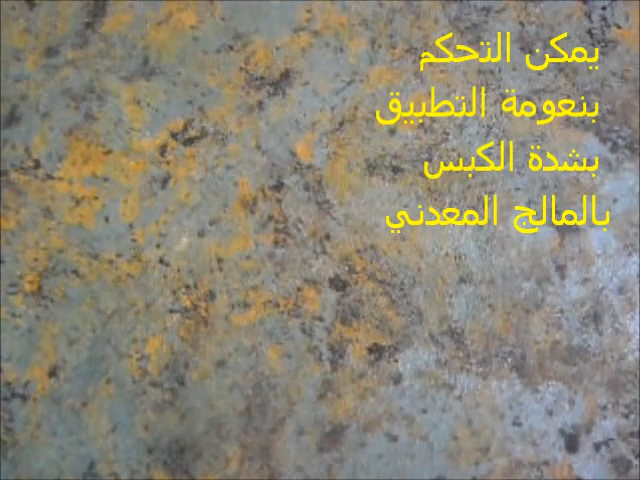 يمكن التحكم
بنعومة التطبيق
بشدة الكبس
بالمالج المعدني